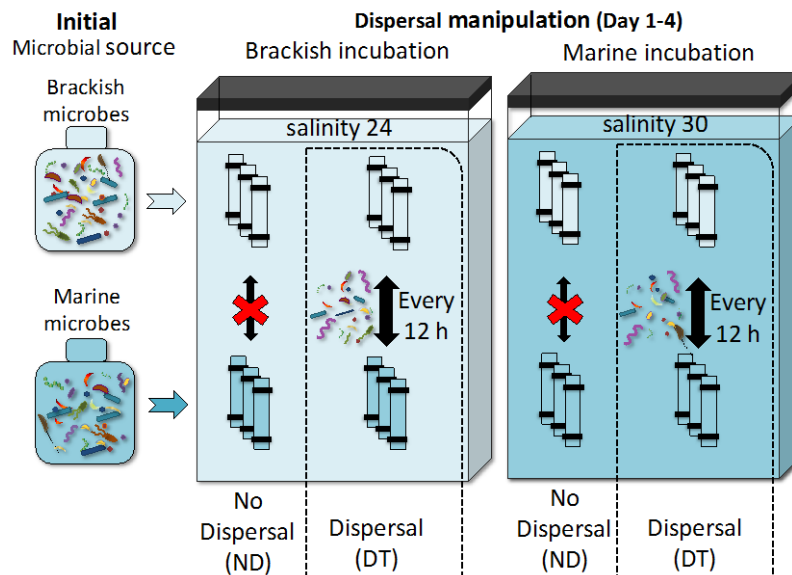 Initial
Microbial source
Dispersal manipulation (Day 1-4)
Brackish incubation
Marine incubation
Brackish
microbes
salinity 24
salinity 30
Marine
microbes
Every
12 h
Every
12 h
No
Dispersal
(ND)
Dispersal
(DT)
No
Dispersal
(ND)
Dispersal
(DT)